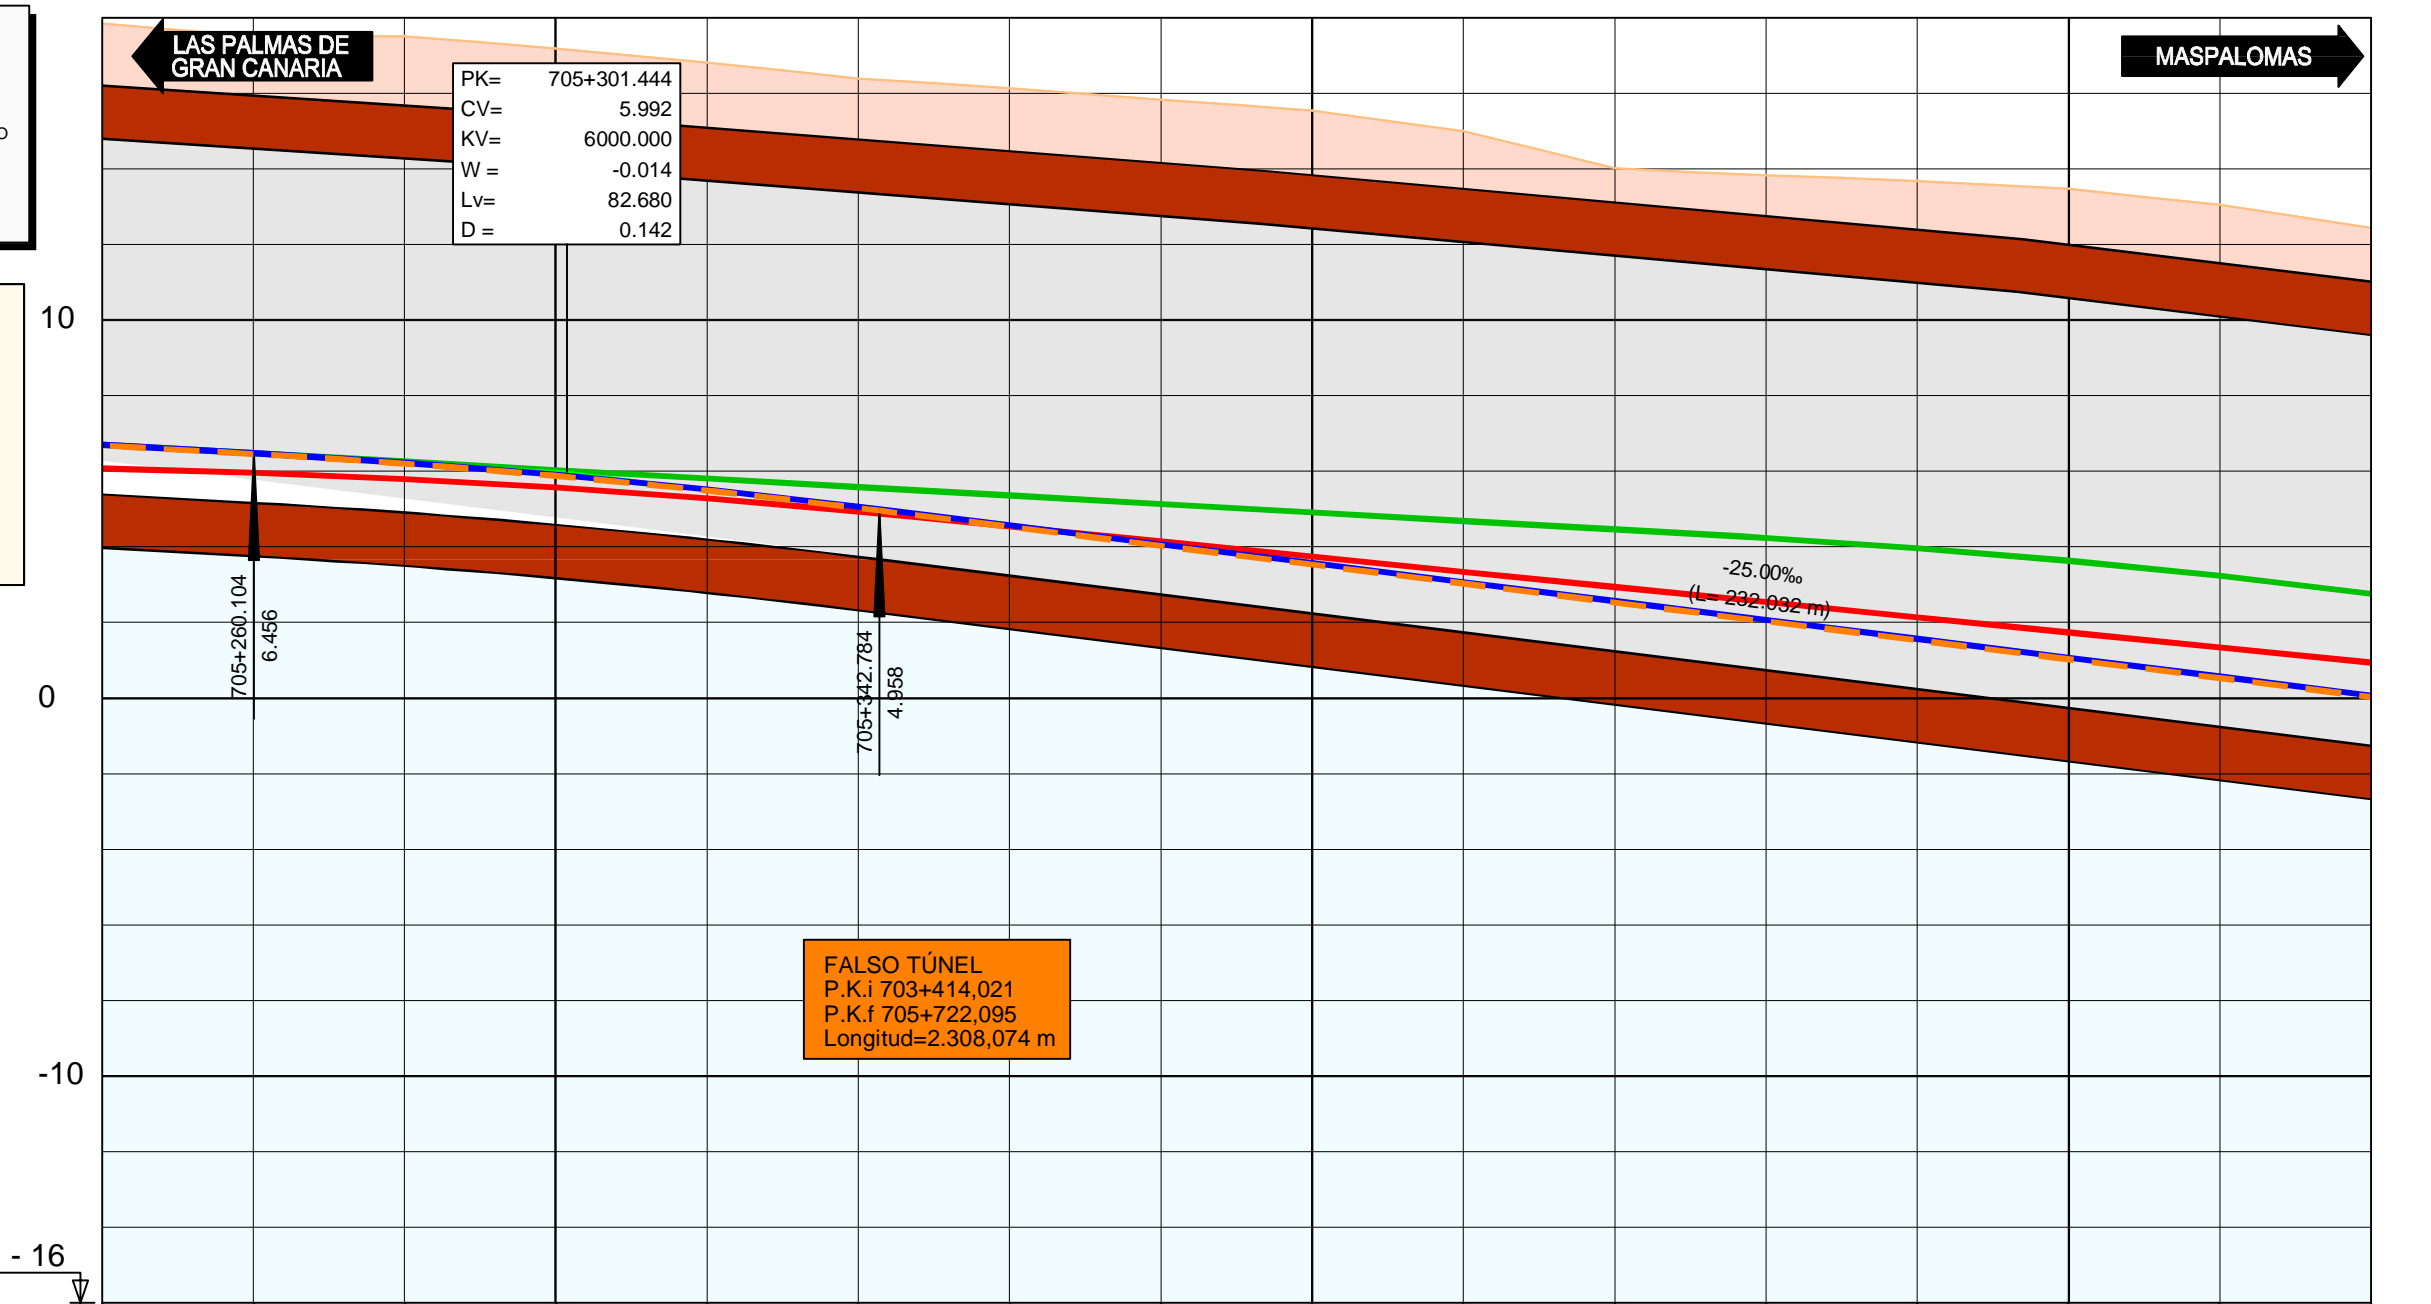 LAS PALMAS DE
GRAN CANARIA
MASPALOMAS
PK= 705+301.444
CV= 5.992
KV= 6000.000
W = -0.014
Lv= 82.680
D = 0.142
o
10
0
-10
- 16
705+260.104
6.456
705+342.784
4.958
-25.00‰
(L= 232.032 m)
FALSO TÚNEL
P.K.i 703+414,021
P.K.f 705+722,095
Longitud=2.308,074 m